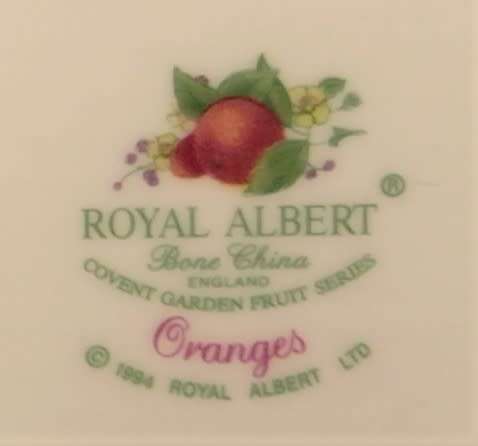 ROYAL ALBERT ®
Bone China
ENGLAND
COVENT GARDEN FRUIT SERIES
Oranges
© 1994 ROYAL ALBERT LTD